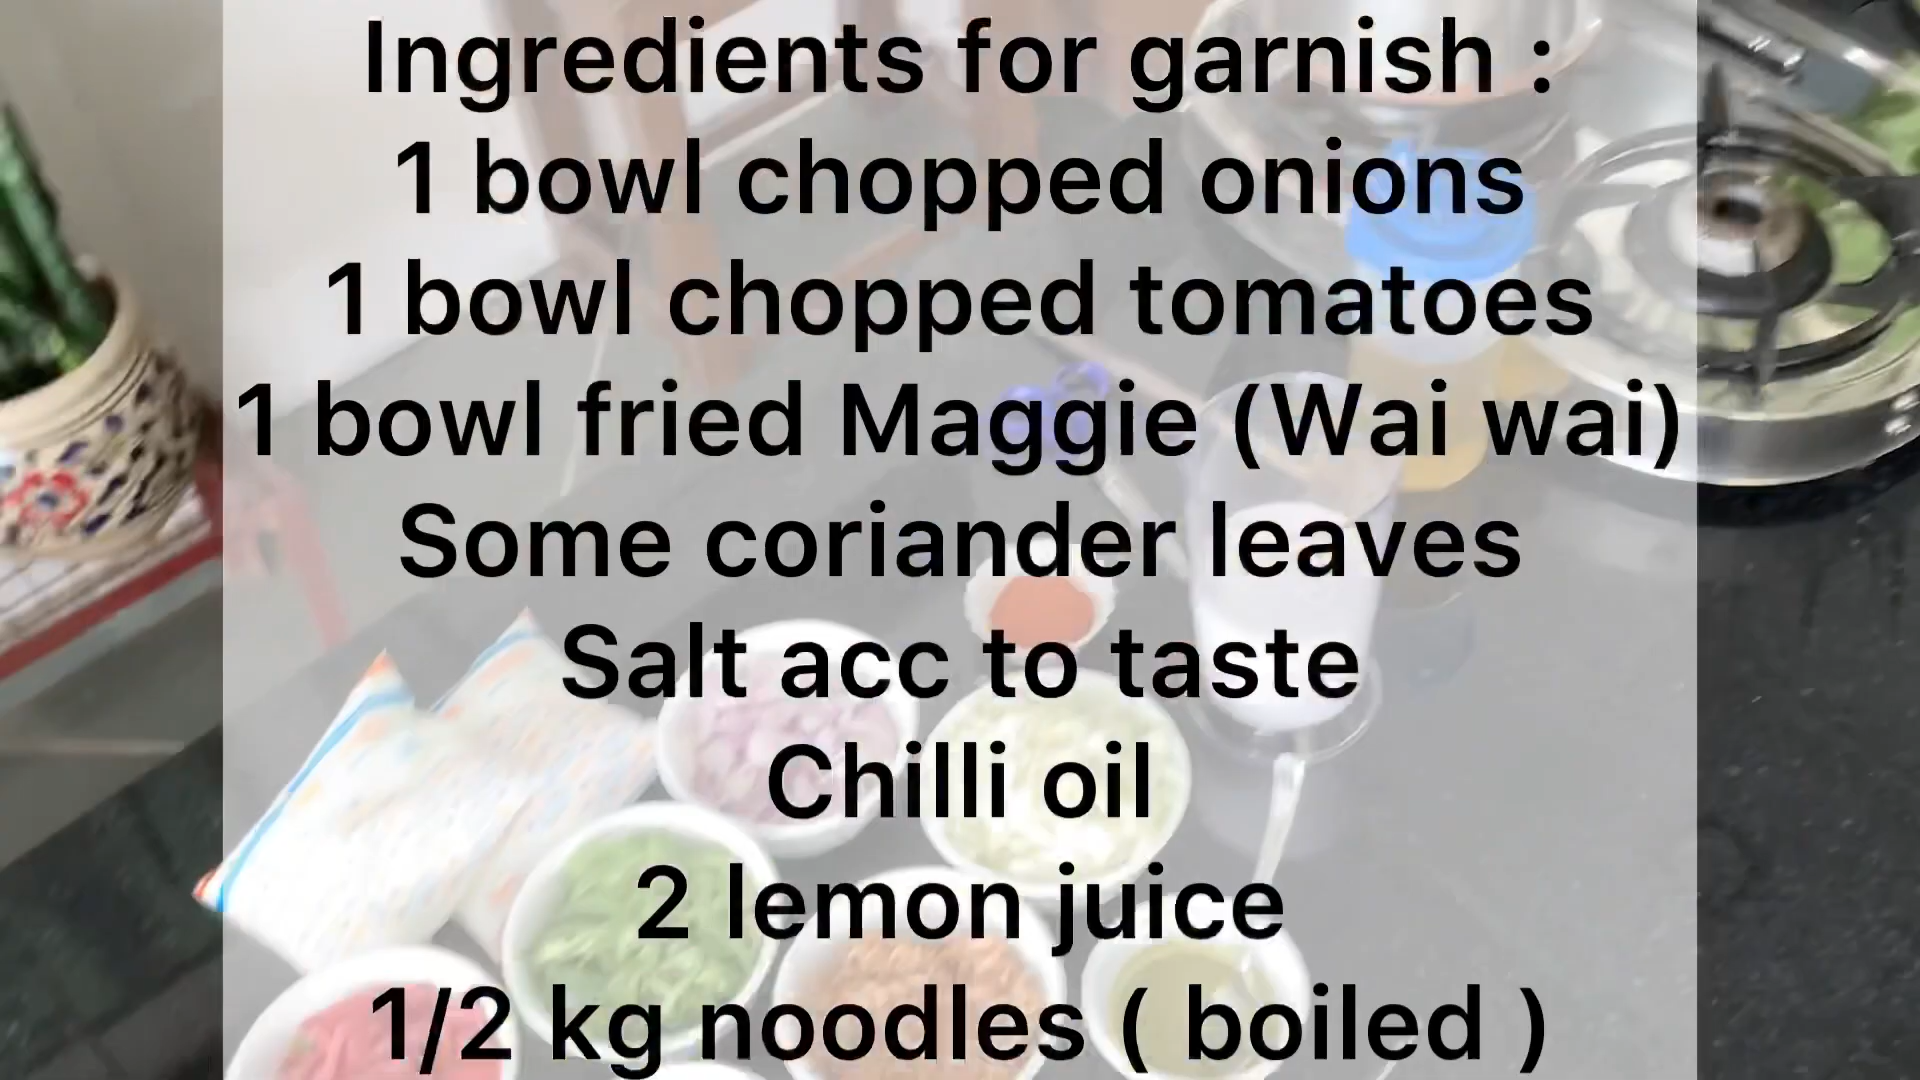 Ingredients for garnish :
1 bowl chopped onions
1 bowl chopped tomatoes
1 bowl fried Maggie (Wai wai)
Some coriander leaves
Salt acc to taste
Chilli oil
2 lemon juice
1/2 kg noodles ( boiled )